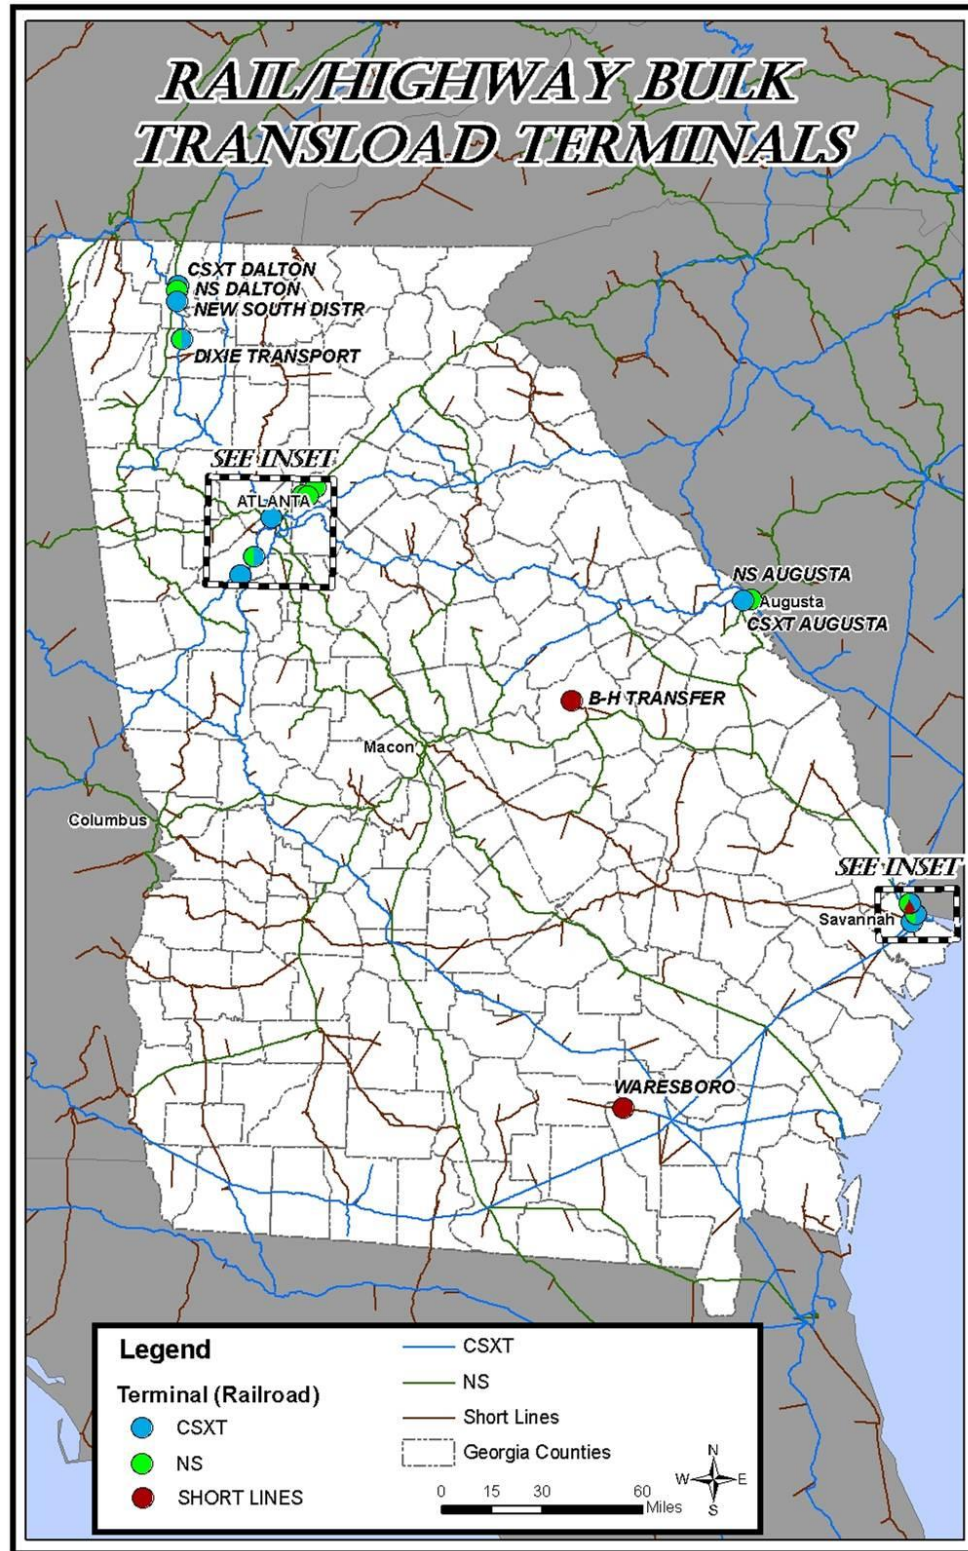 RAIL/HIGHWAY BULK
TRANSLOAD TERMINALS
CSXT DALTON
NS DALTON
NEW SOUTH DISTR
DIXIE TRANSPORT
SEE INSET
ATLANTA
NS AUGUSTA
Augusta
CSXT AUGUSTA
B-H TRANSFER
Macon
Columbus
SEE INSET
Savannah
WARESBORO
Legend
Terminal (Railroad)
CSXT
NS
SHORT LINES
CSXT
NS
Short Lines
Georgia Counties
0 15 30 60
Miles
N
W E
S